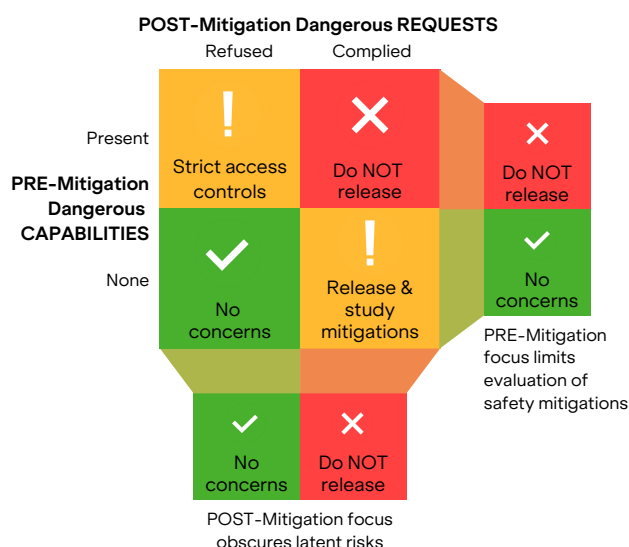 POST-Mitigation Dangerous REQUESTS
Refused Complied
Present
PRE-Mitigation
Dangerous
CAPABILITIES
None
!
Strict access
controls
Do NOT
release
No
concerns
!
Release &
study
mitigations
Do NOT
release
No
concerns
PRE-Mitigation
focus limits
evaluation of
safety mitigations
No
concerns
Do NOT
release
POST-Mitigation focus
obscures latent risks